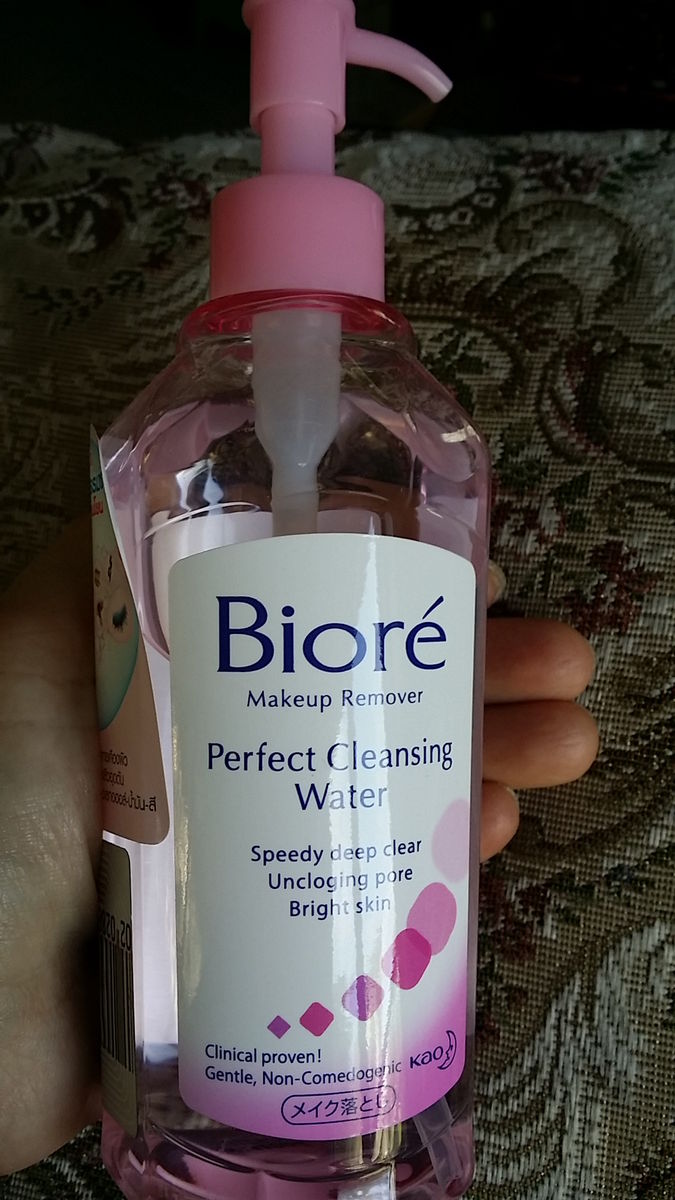 Bioré
Makeup Remover
Perfect Cleansing
Water
Speedy deep clear
Uncloging pore
Bright skin
Clinical proven!
Gentle, Non-Comedogenic
Kao
メイク落とし